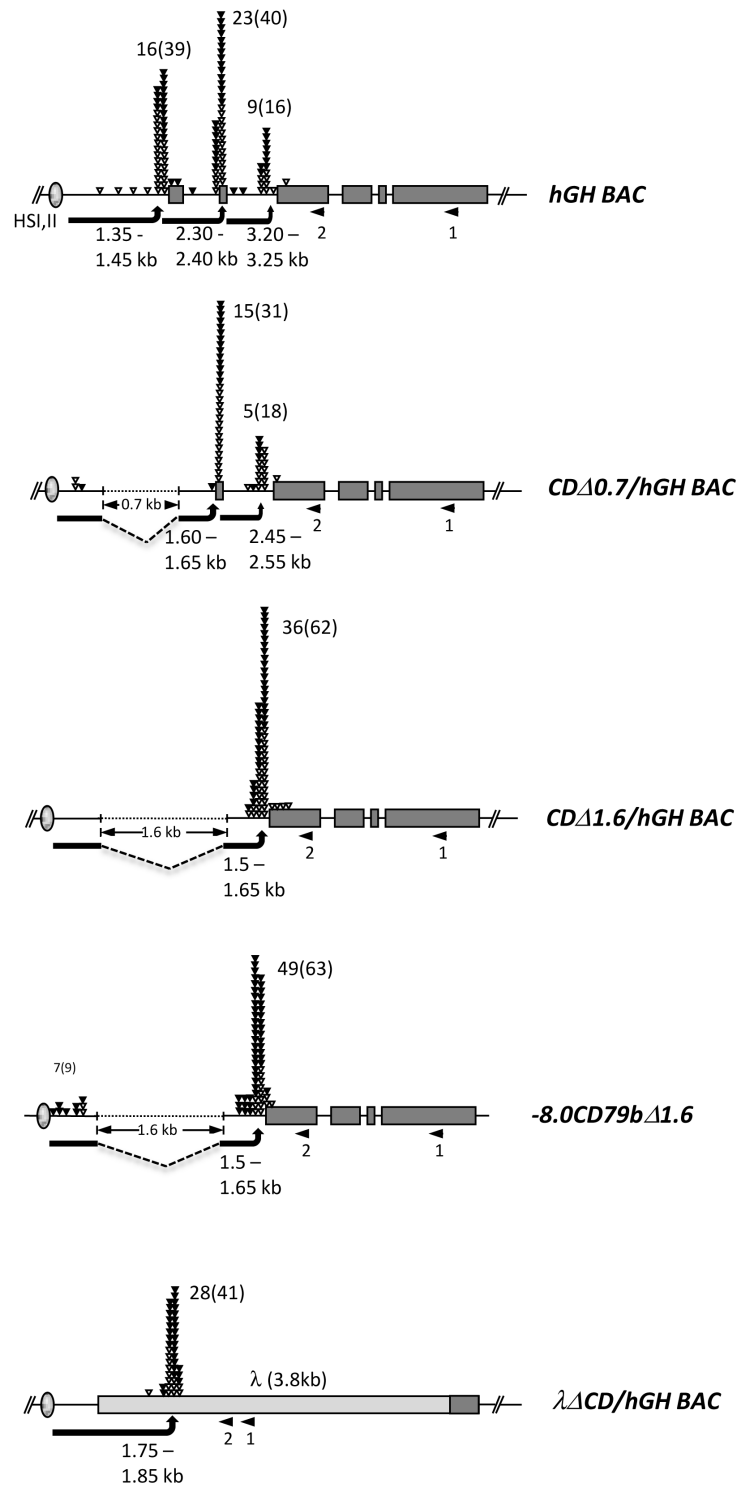 23(40)
16(39)
9(16)
hGH BAC
HSI,II
1.35 -
1.45 kb
2.30 -
2.40 kb
3.20 –
3.25 kb
2
1
15(31)
5(18)
CDΔ0.7/hGH BAC
0.7 kb
1.60 –
1.65 kb
2.45 –
2.55 kb
2
1
36(62)
CDΔ1.6/hGH BAC
1.6 kb
1.5 –
1.65 kb
2
1
49(63)
7(9)
-8.0CD79bΔ1.6
1.6 kb
1.5 –
1.65 kb
2
1
28(41)
λ (3.8kb)
λΔCD/hGH BAC
1.75 –
1.85 kb
2
1